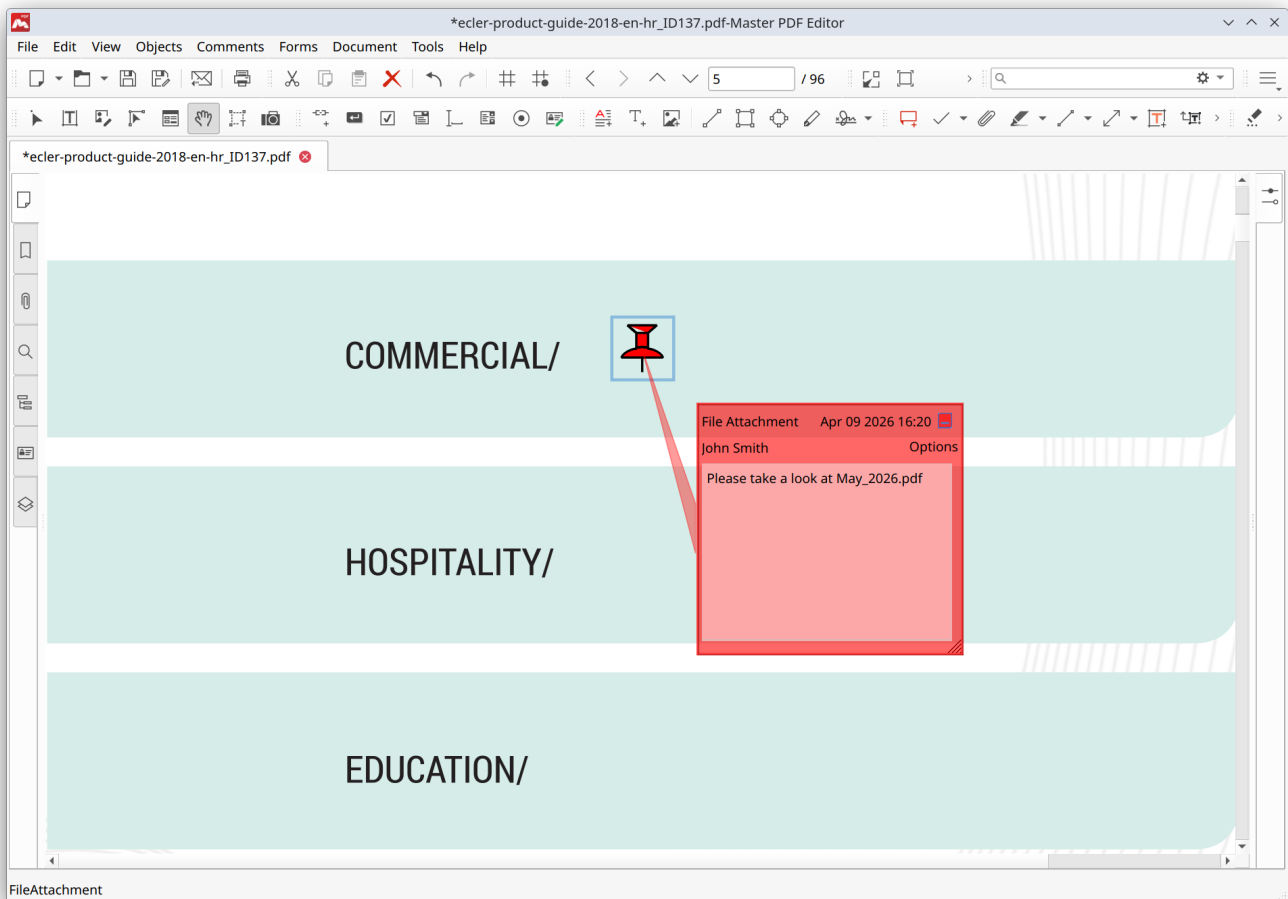 *ecler-product-guide-2018-en-hr_ID137.pdf-Master PDF Editor
File Edit View Objects Comments Forms Document Tools Help
5 / 96
*ecler-product-guide-2018-en-hr_ID137.pdf
COMMERCIAL/
File Attachment Apr 09 2026 16:20
John Smith Options
Please take a look at May_2026.pdf
HOSPITALITY/
EDUCATION/
FileAttachment